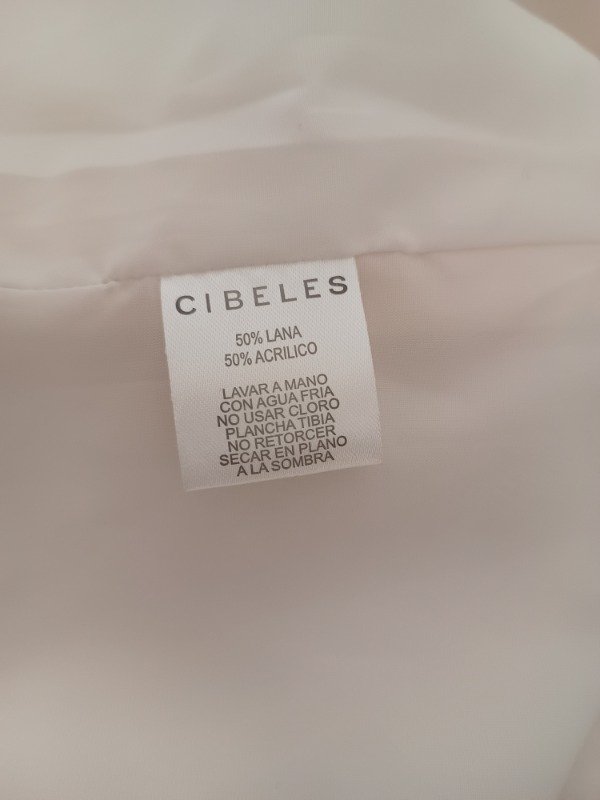 CIBELES
50% LANA
50% ACRILICO
LAVAR A MANO
CON AGUA FRIA
NO USAR CLORO
PLANCHA TIBIA
NO RETORCER
SECAR EN PLANO
A LA SOMBRA